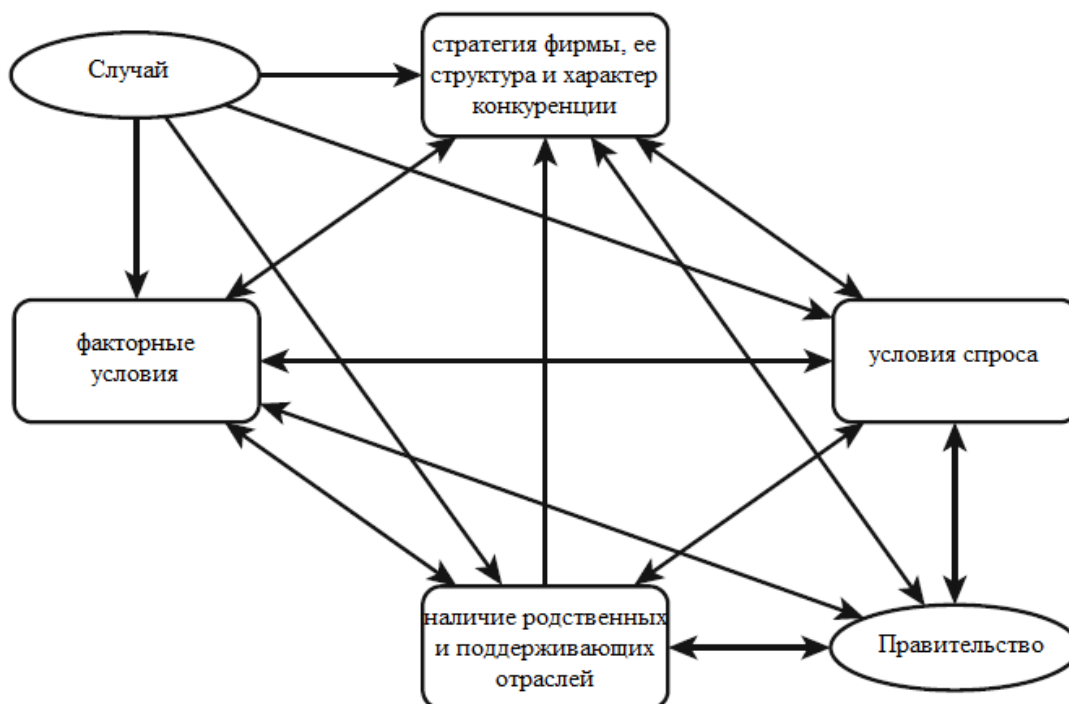 Случай
стратегия фирмы, ее
структура и характер
конкуренции
факторные
условия
условия спроса
наличие родственных
и поддерживающих
отраслей
Правительство